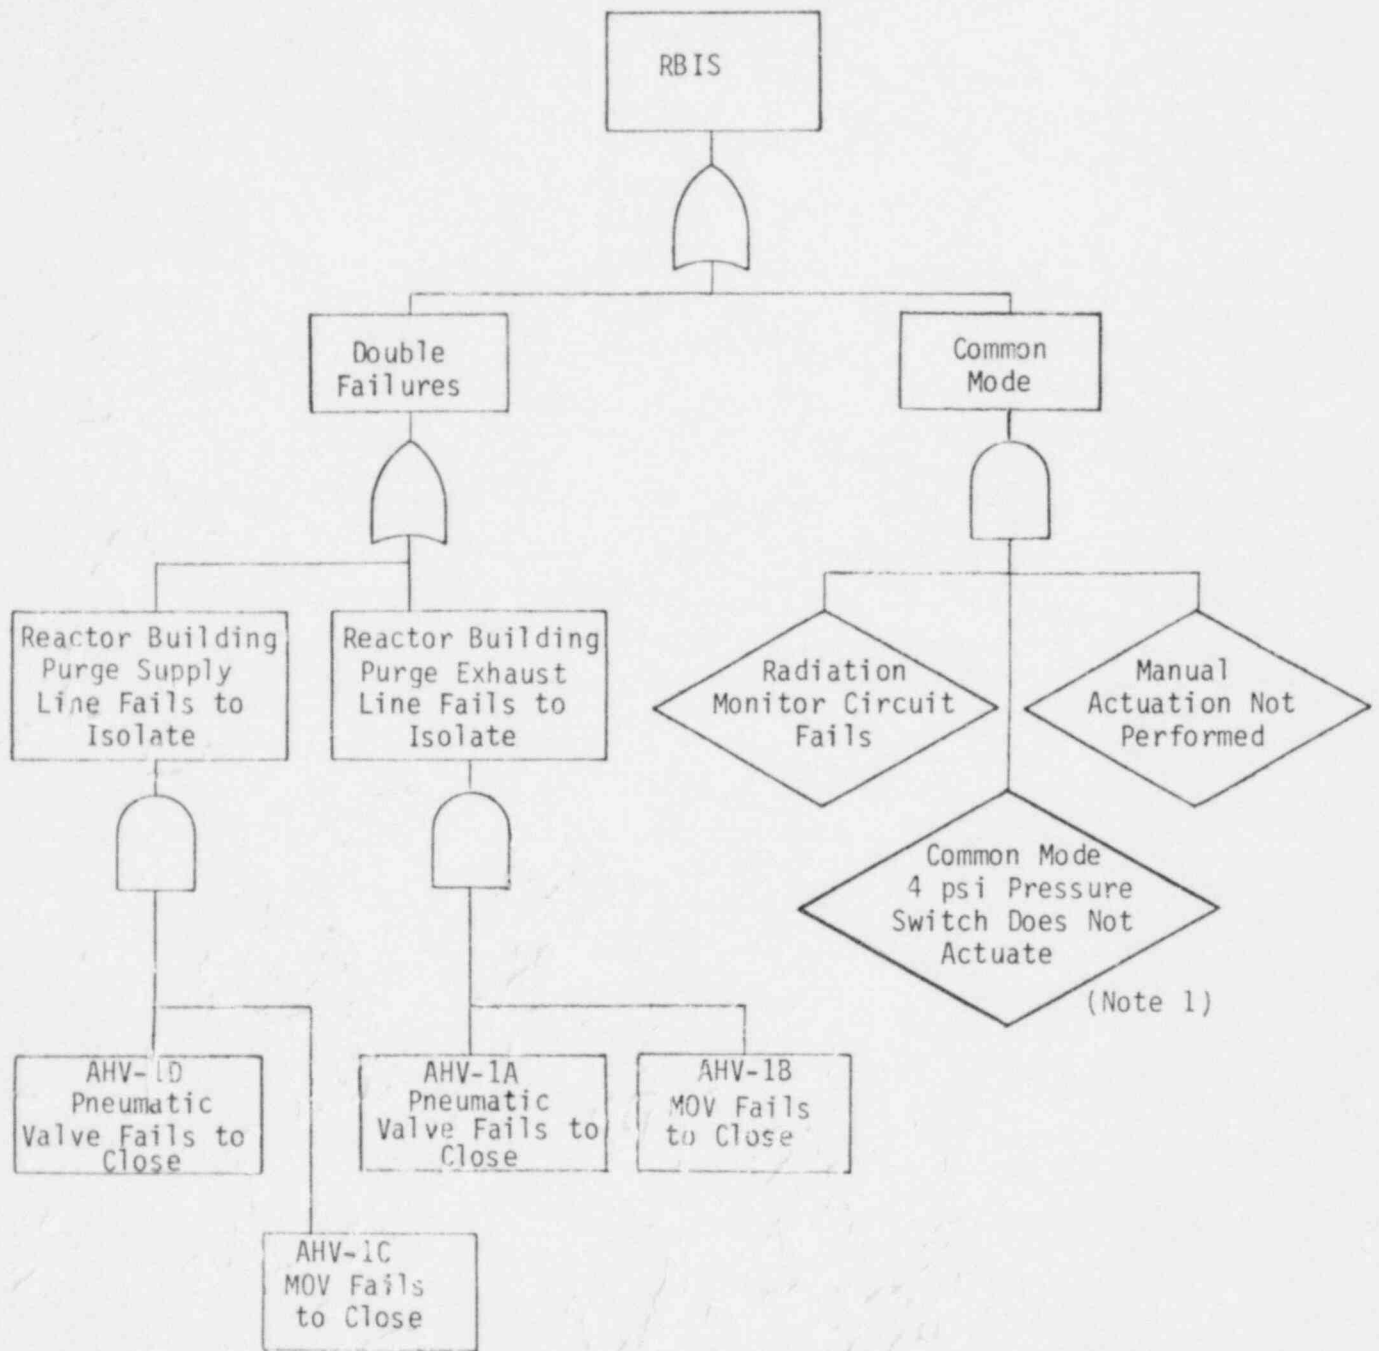 RBIS
Double
Failures
Common
Mode
Reactor Building
Purge Supply
Line Fails to
Isolate
Reactor Building
Purge Exhaust
Line Fails to
Isolate
Radiation
Monitor Circuit
Fails
Manual
Actuation Not
Performed
Common Mode
4 psi Pressure
Switch Does Not
Actuate
(Note 1)
AHV-1D
Pneumatic
Valve Fails to
Close
AHV-1A
Pneumatic
Valve Fails to
Close
AHV-1B
MOV Fails
to Close
AHV-1C
MOV Fails
to Close